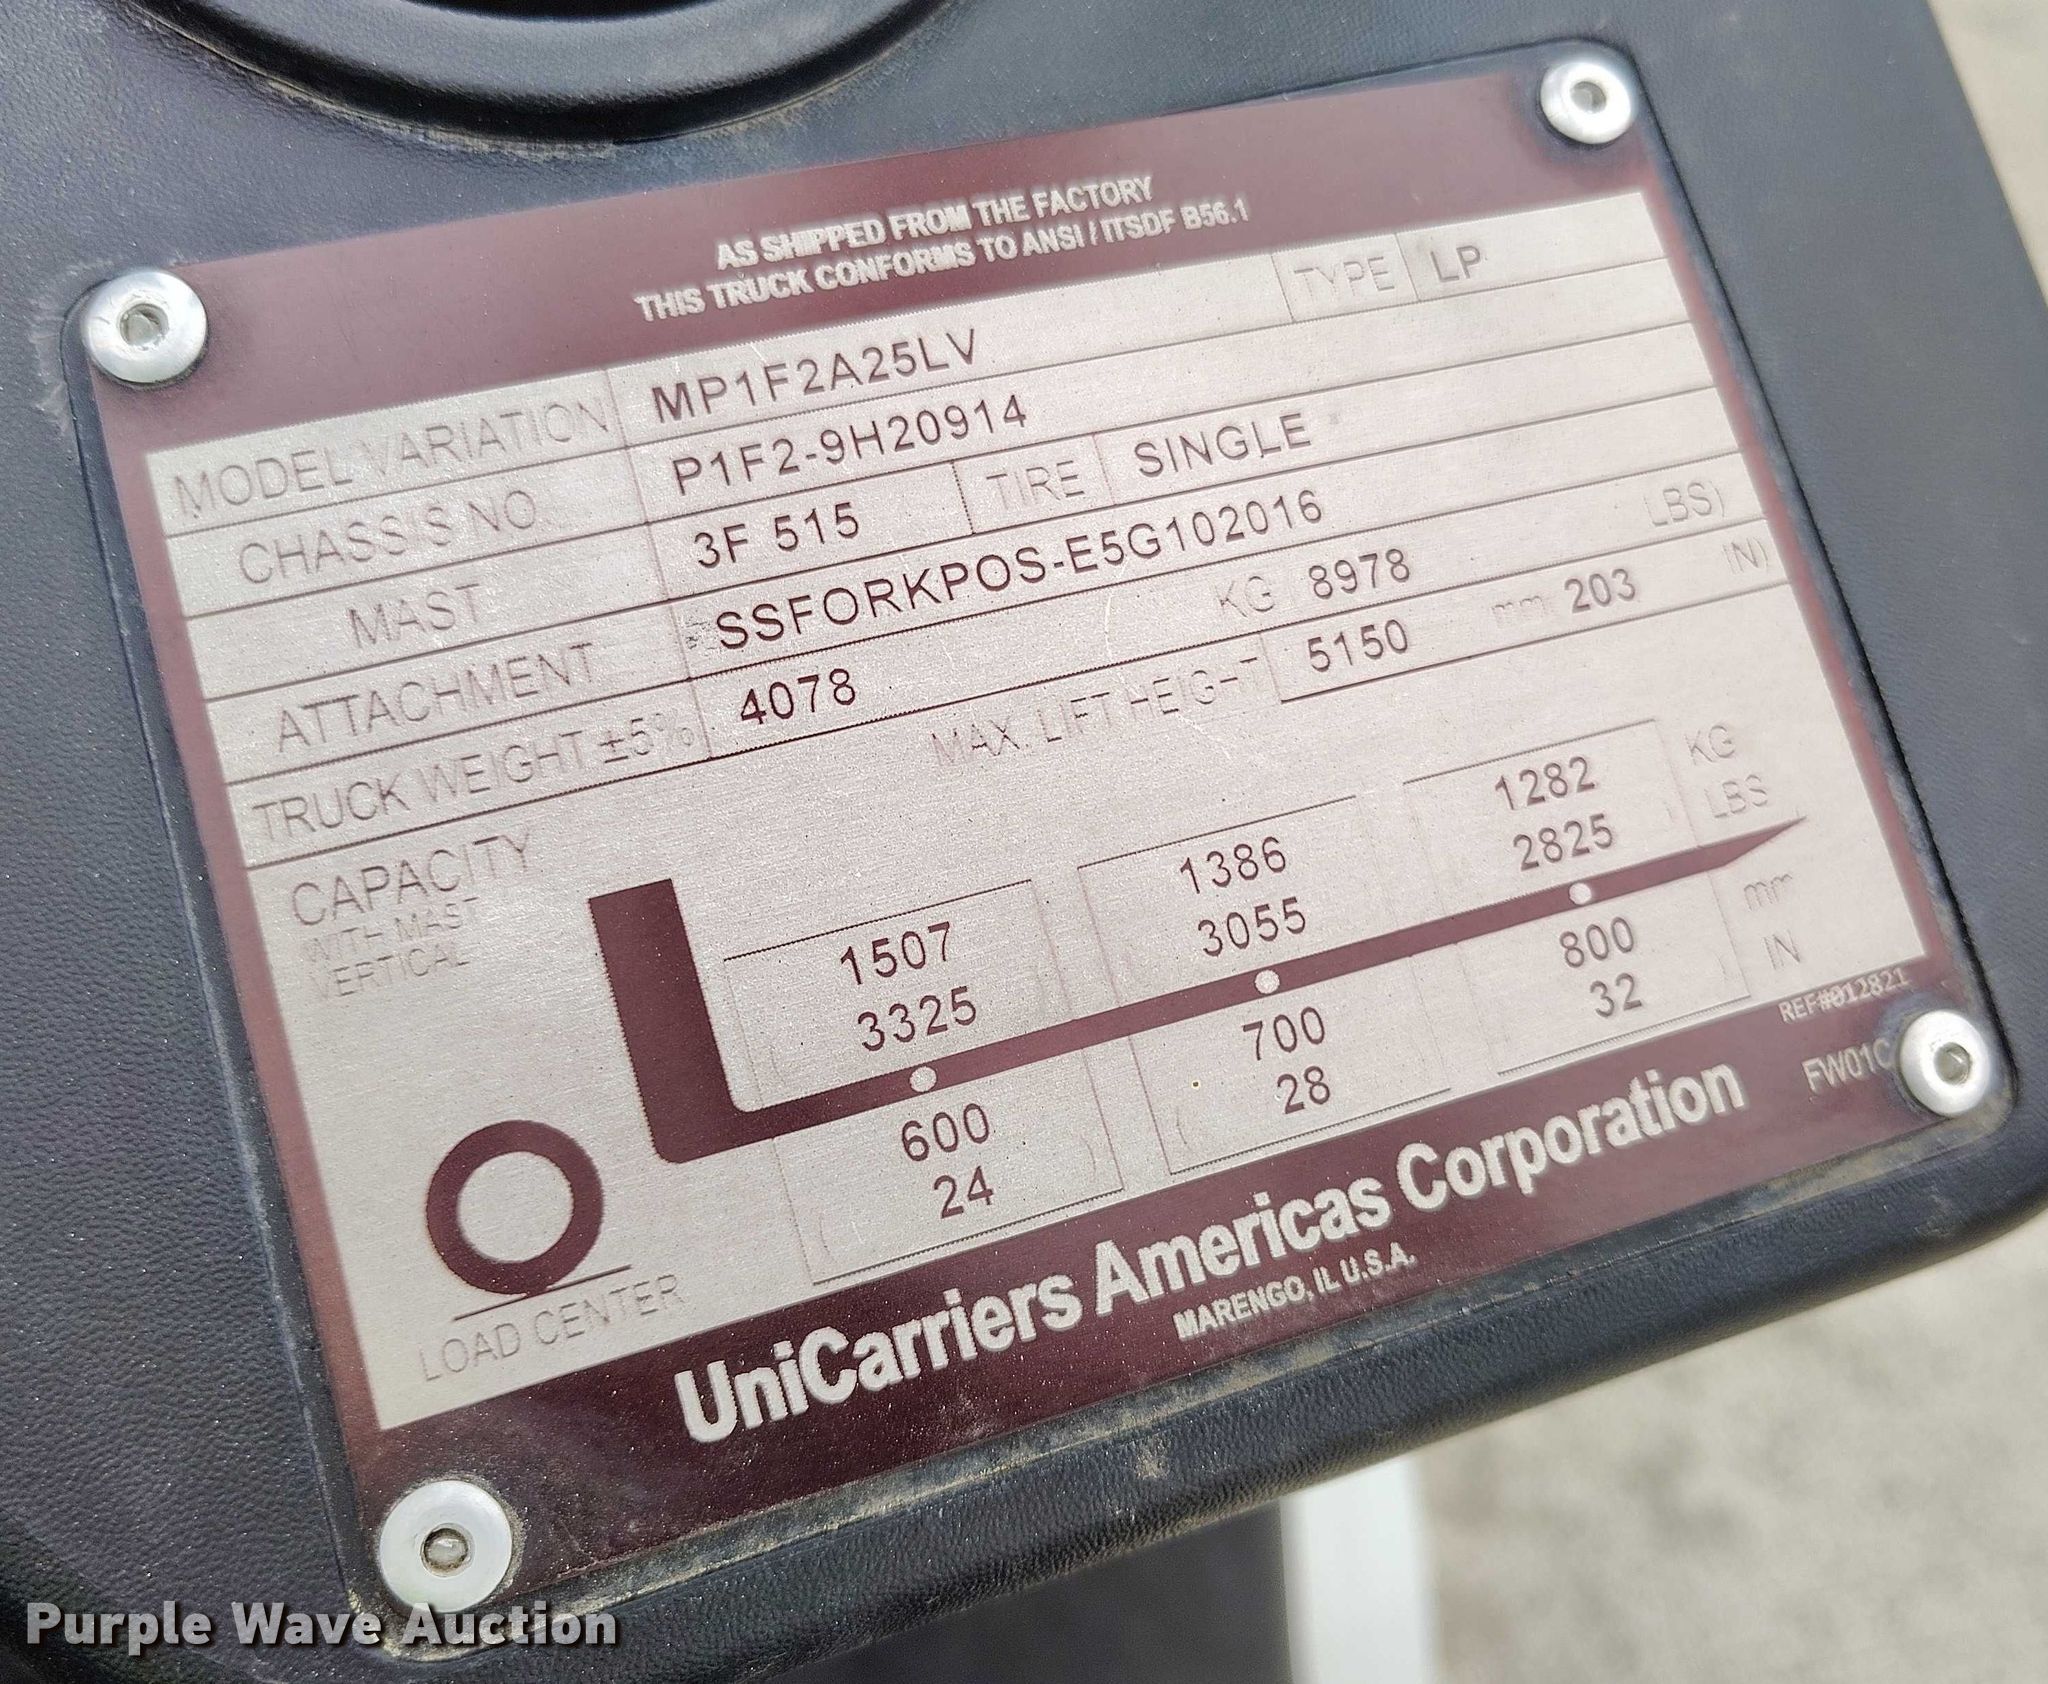 AS SHIPPED FROM THE FACTORY
THIS TRUCK CONFORMS TO ANSI / ITSDF B56.1
MODEL VARIATION MP1F2A25LV TYPE LP
CHASSIS NO. P1F2-9H20914
MAST 3F 515 TIRE SINGLE
ATTACHMENT SSFORKPOS-E5G102016
TRUCK WEIGHT ±5% 4078 KG 8978 LBS)
CAPACITY WITH MAST VERTICAL
MAX. LIFT HEIGHT 5150 mm 203 IN)
1507 1386 1282 KG
3325 3055 2825 LBS
600 700 800 mm
24 28 32 IN
LOAD CENTER
REF#012821
UniCarriers Americas Corporation
MARENGO, IL U.S.A.
FW01C
Purple Wave Auction